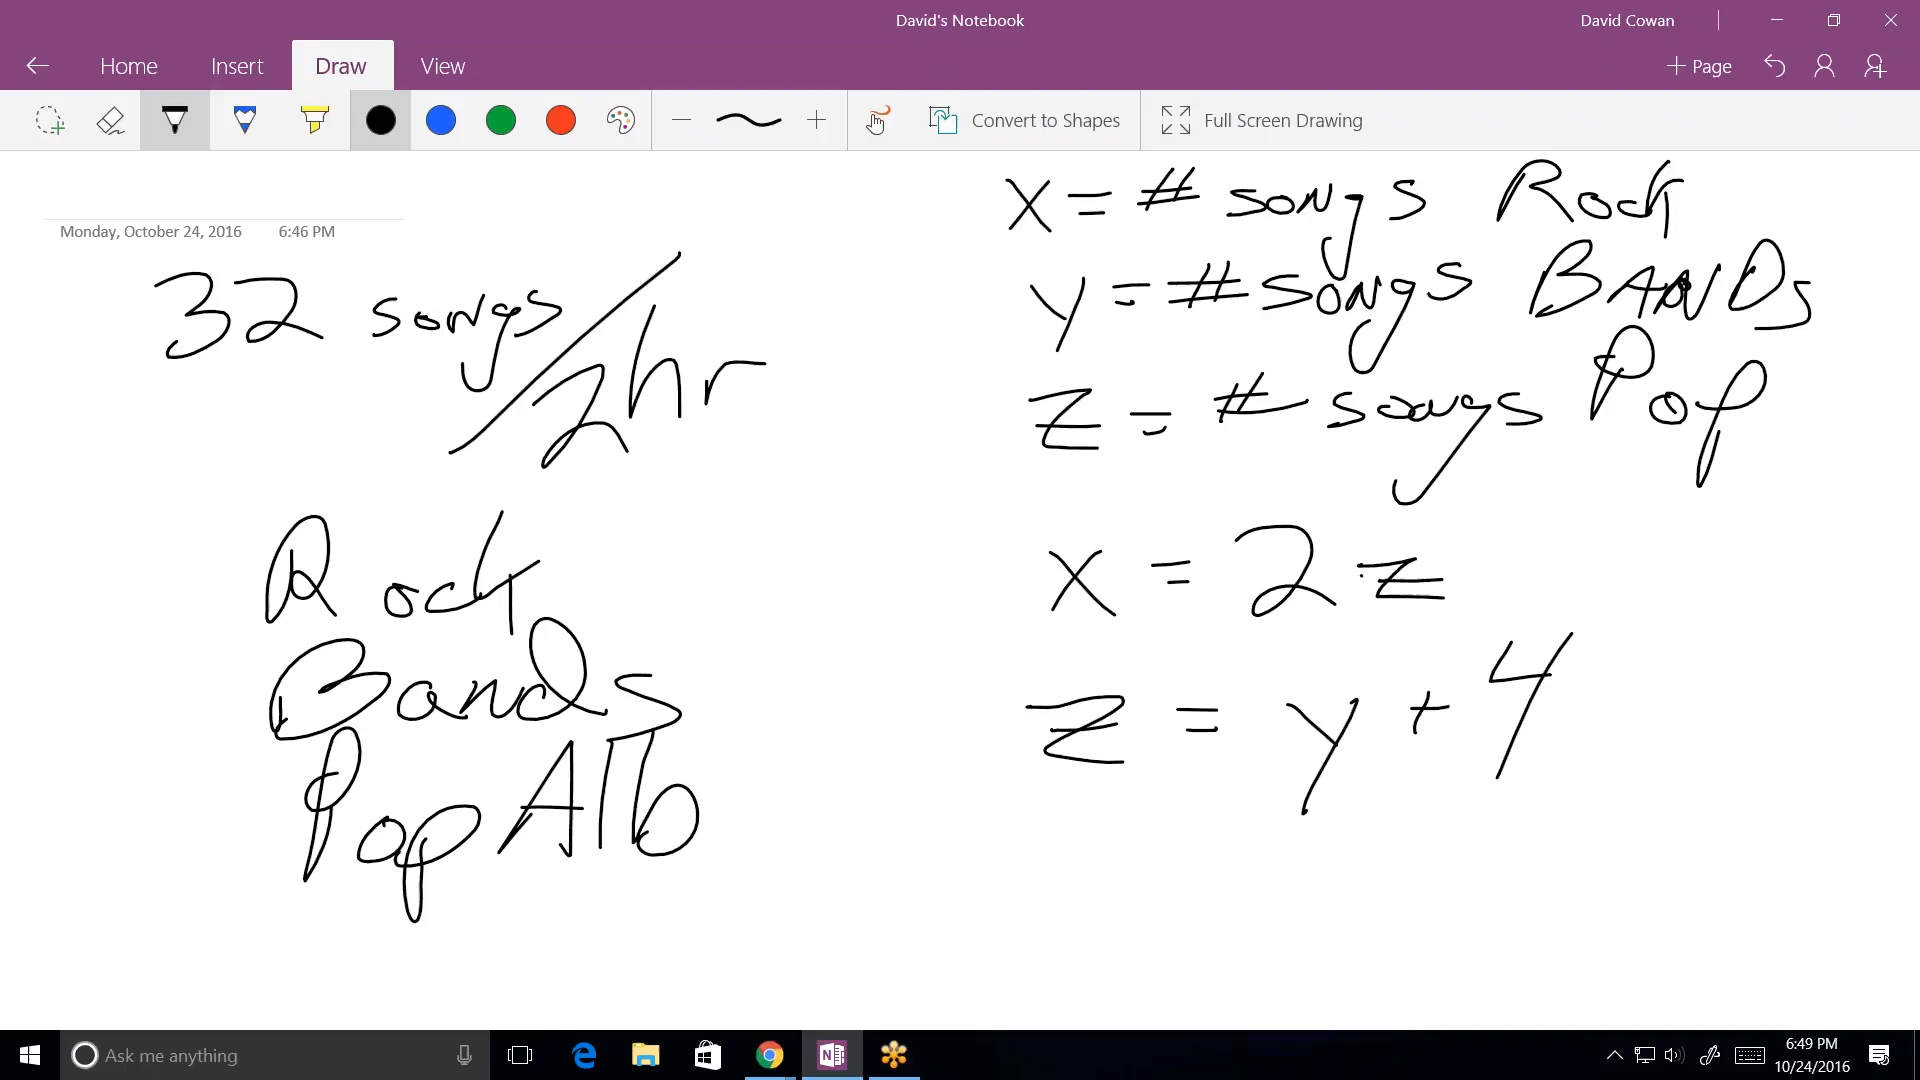 David's Notebook
David Cowan
Home Insert Draw View
Page
Convert to Shapes
Full Screen Drawing
Monday, October 24, 2016 6:46 PM
32 songs/2hr
Rock
Bands
Pop Alb
x = # songs Rock
y = # songs BANDs
z = # songs Pop
x = 2z
z = y + 4
Ask me anything
6:49 PM
10/24/2016